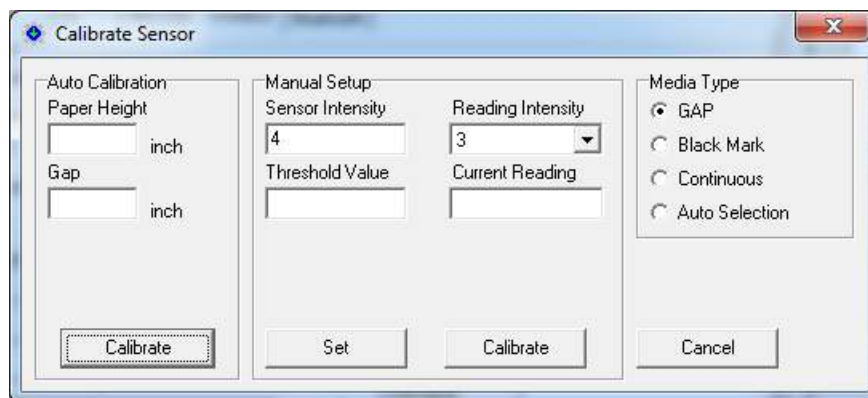 Calibrate Sensor
Auto Calibration
Paper Height
inch
Gap
inch
Calibrate
Manual Setup
Sensor Intensity
4
Reading Intensity
3
Threshold Value
Current Reading
Set
Calibrate
Media Type
GAP
Black Mark
Continuous
Auto Selection
Cancel